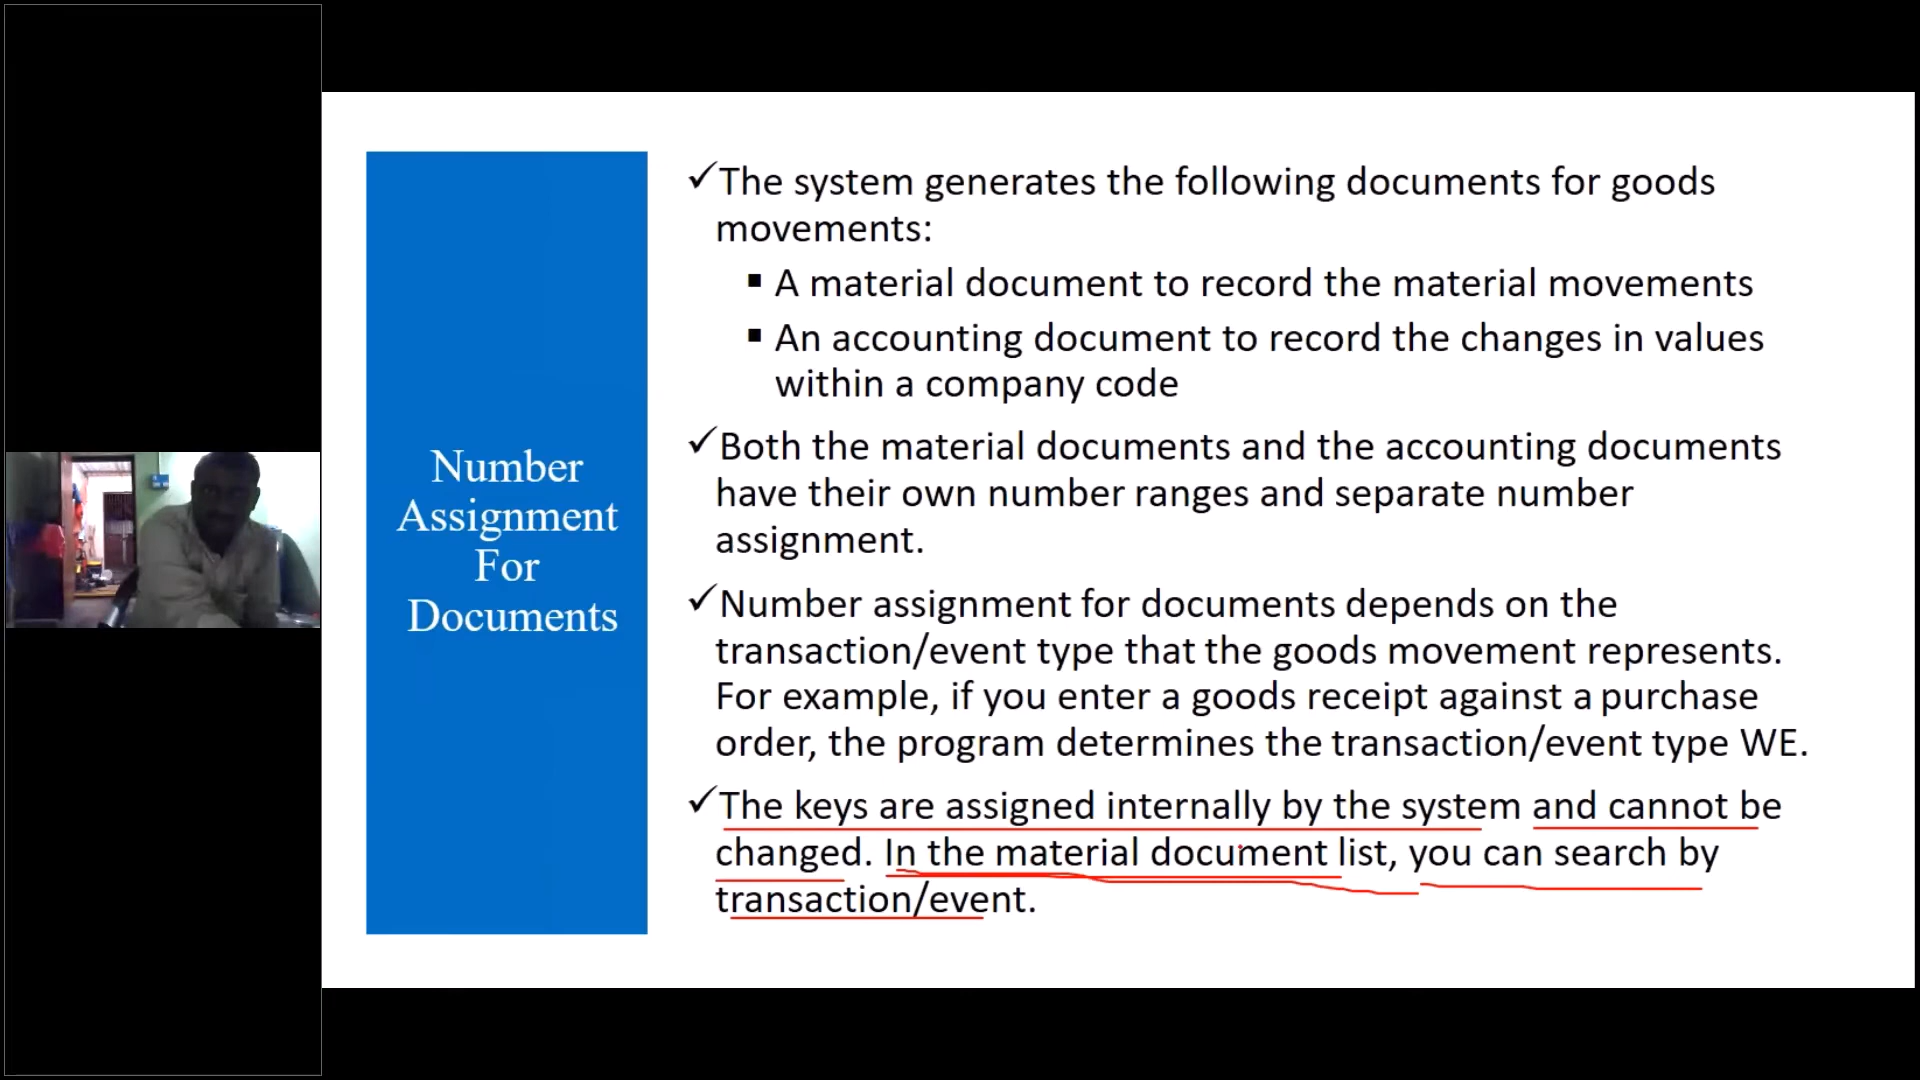 Number
Assignment
For
Documents
✓The system generates the following documents for goods
movements:
▪ A material document to record the material movements
▪ An accounting document to record the changes in values
within a company code
✓Both the material documents and the accounting documents
have their own number ranges and separate number
assignment.
✓Number assignment for documents depends on the
transaction/event type that the goods movement represents.
For example, if you enter a goods receipt against a purchase
order, the program determines the transaction/event type WE.
✓The keys are assigned internally by the system and cannot be
changed. In the material document list, you can search by
transaction/event.